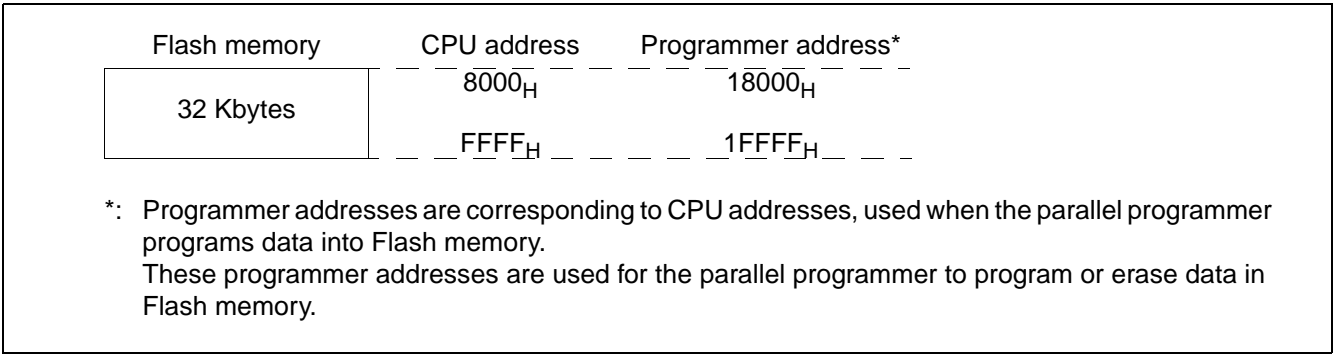 Flash memory CPU address Programmer address*
8000H 18000H
32 Kbytes
FFFFH 1FFFFH
*: Programmer addresses are corresponding to CPU addresses, used when the parallel programmer
programs data into Flash memory.
These programmer addresses are used for the parallel programmer to program or erase data in
Flash memory.